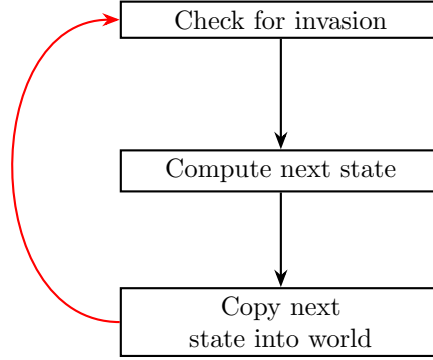 Check for invasion
Compute next state
Copy next
state into world